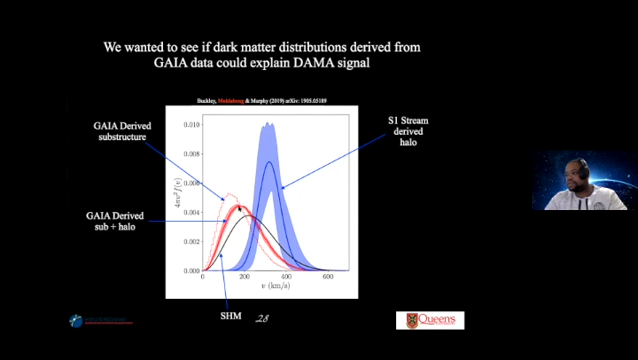 We wanted to see if dark matter distributions derived from
GAIA data could explain DAMA signal
Buckley, Mohlabeng & Murphy (2019) arXiv: 1905.05189
GAIA Derived
substructure
S1 Stream
derived
halo
GAIA Derived
sub + halo
SHM
28
4πv²f(v)
0.010
0.008
0.006
0.004
0.002
0.000
0
200
400
600
v (km/s)
Queens